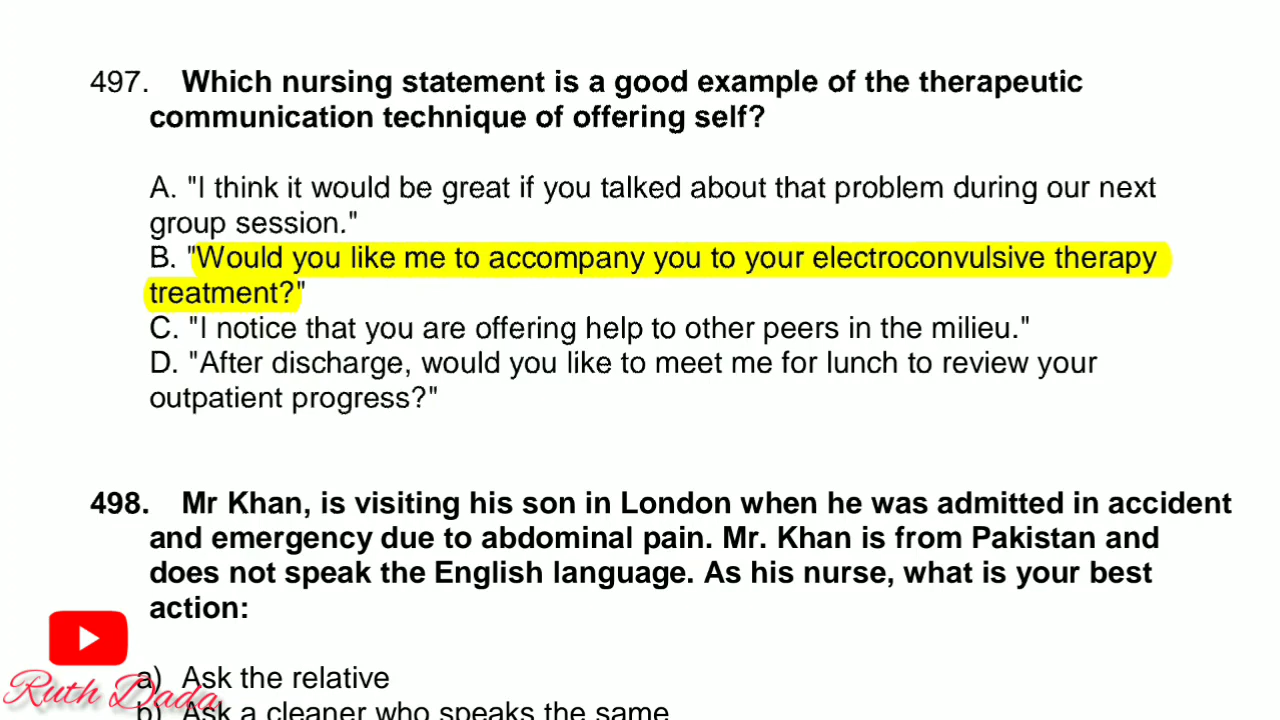 497. Which nursing statement is a good example of the therapeutic
communication technique of offering self?
A. "I think it would be great if you talked about that problem during our next
group session."
B. "Would you like me to accompany you to your electroconvulsive therapy
treatment?"
C. "I notice that you are offering help to other peers in the milieu."
D. "After discharge, would you like to meet me for lunch to review your
outpatient progress?"
498. Mr Khan, is visiting his son in London when he was admitted in accident
and emergency due to abdominal pain. Mr. Khan is from Pakistan and
does not speak the English language. As his nurse, what is your best
action:
a) Ask the relative
Ruth Dada
b) Ask a cleaner who speaks the same